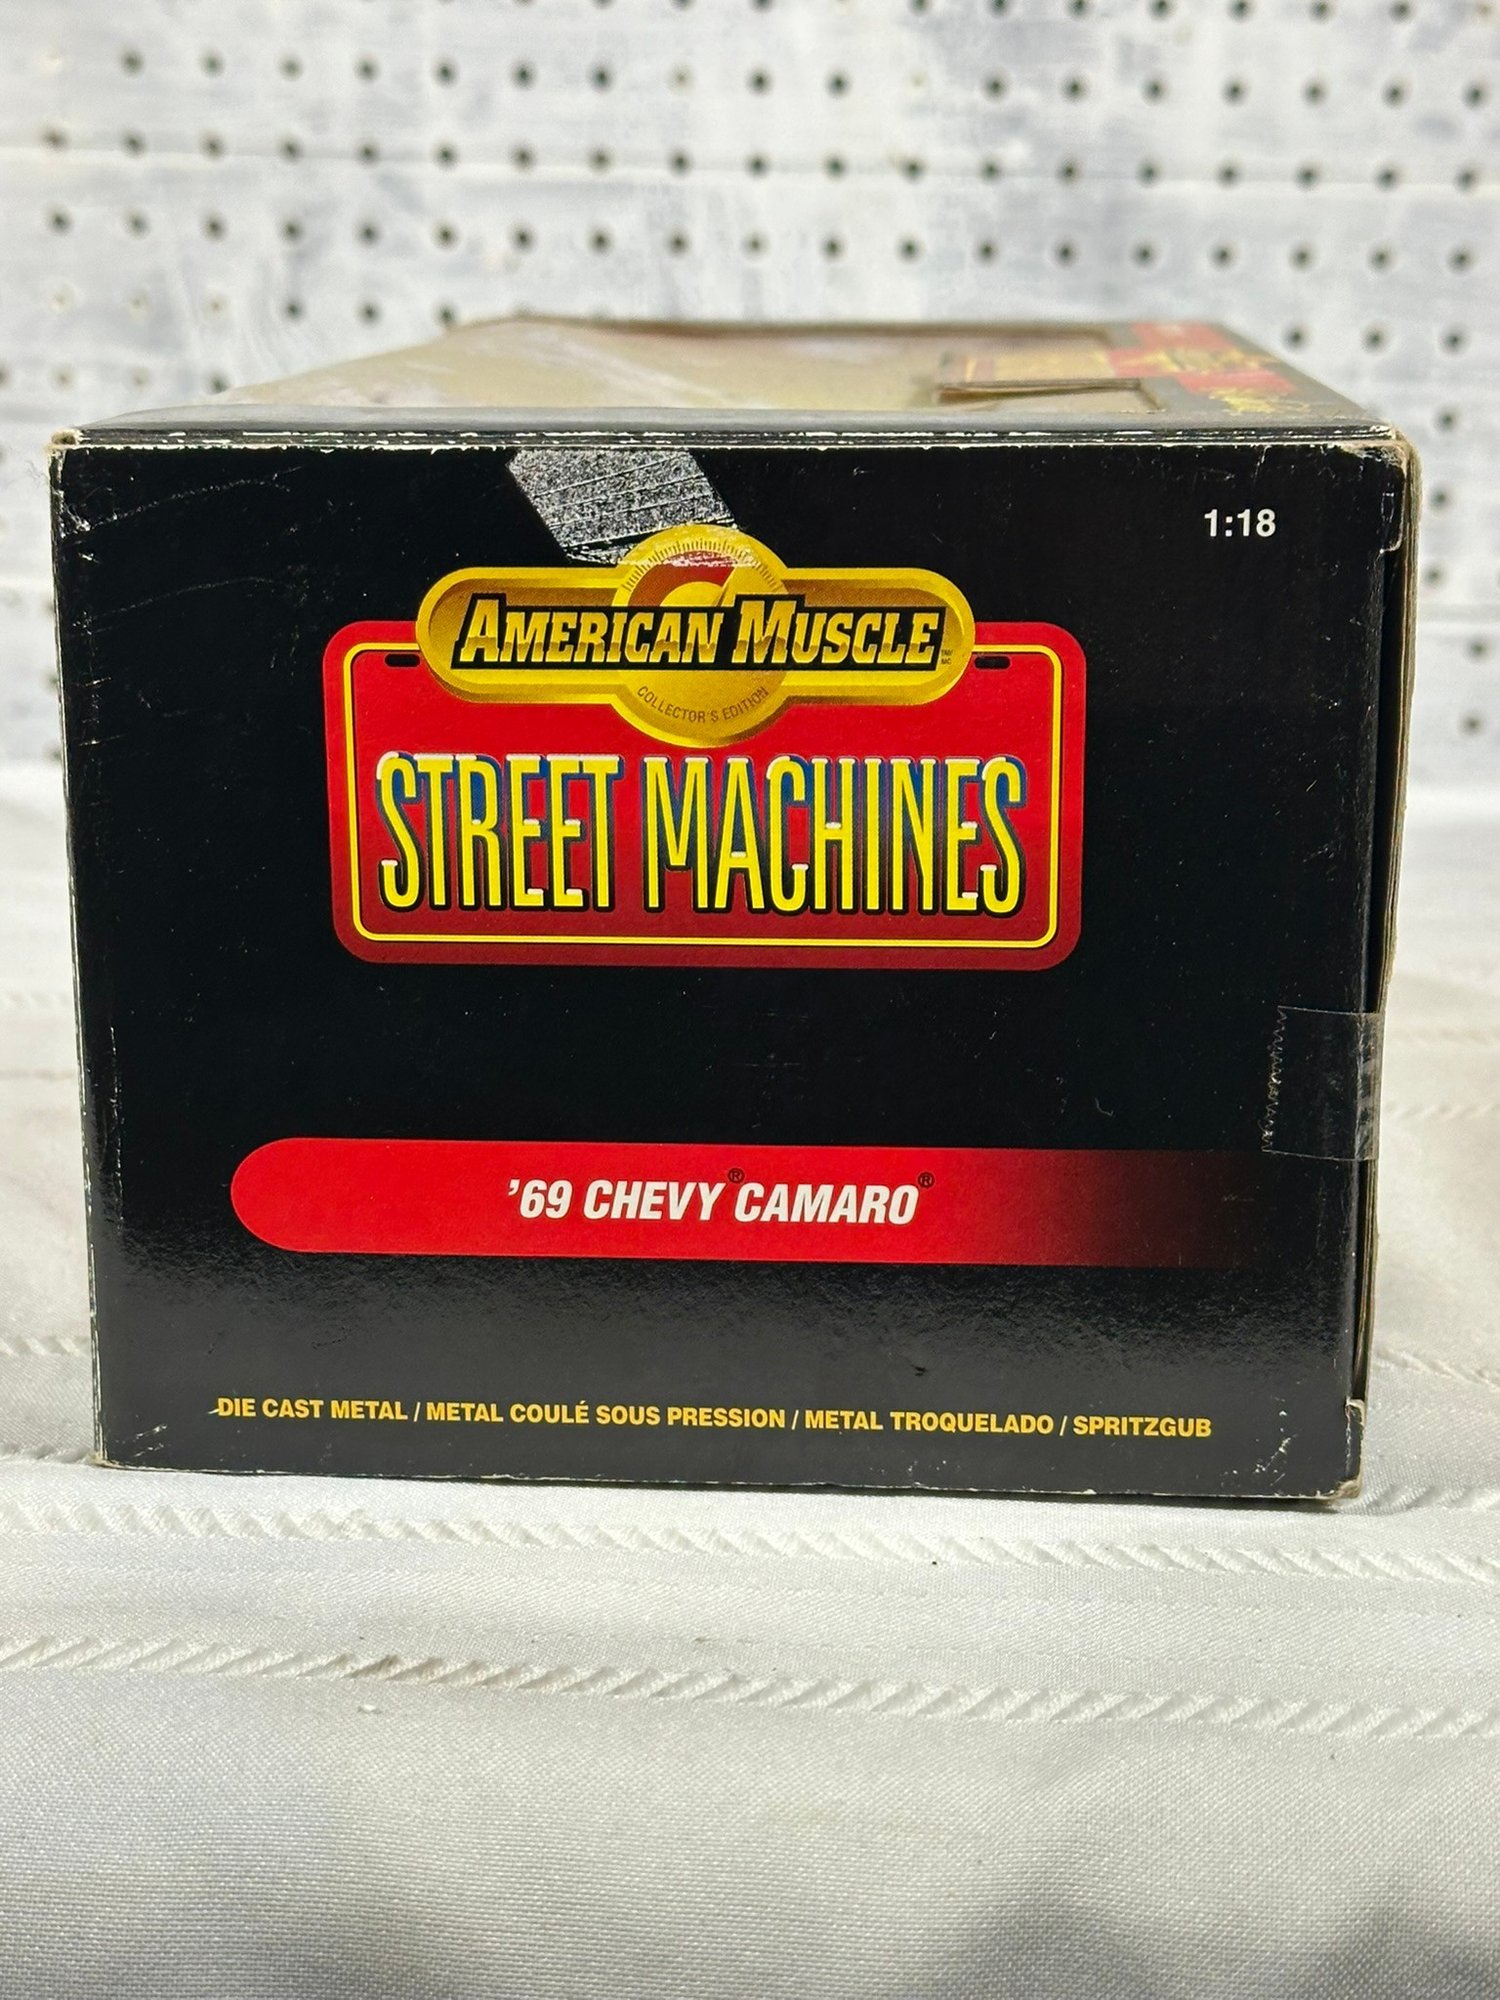 1:18
AMERICAN MUSCLE
COLLECTOR'S EDITION
STREET MACHINES
'69 CHEVY® CAMARO®
DIE CAST METAL / METAL COULÉ SOUS PRESSION / METAL TROQUELADO / SPRITZGUB